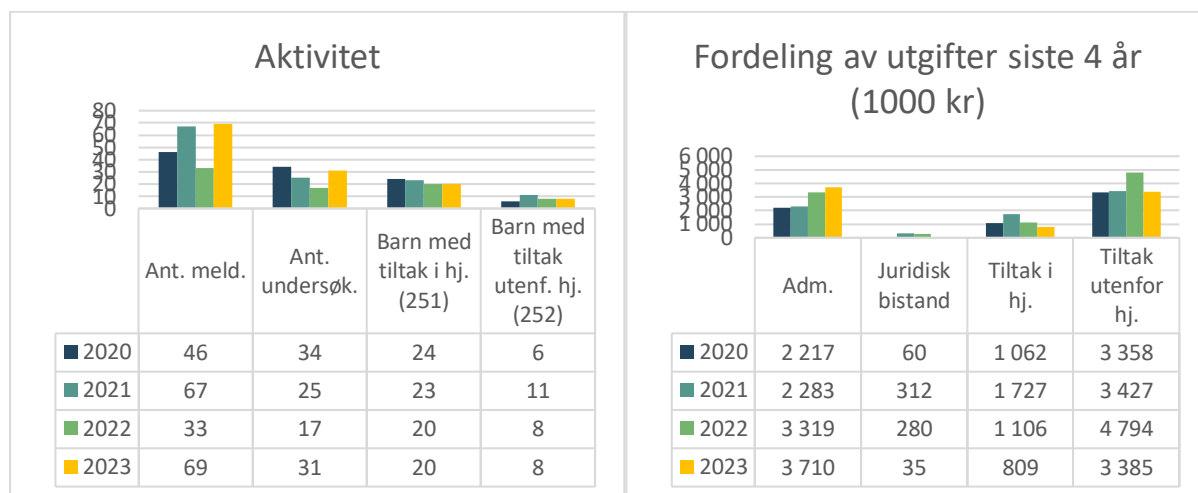 Aktivitet
80
70
60
50
40
30
20
10
0
Ant. meld.
Ant.
undersøk.
Barn med
tiltak i hj.
(251)
Barn med
tiltak
utenf. hj.
(252)
2020 46 34 24 6
2021 67 25 23 11
2022 33 17 20 8
2023 69 31 20 8
Fordeling av utgifter siste 4 år
(1000 kr)
6 000
5 000
4 000
3 000
2 000
1 000
0
Adm.
Juridisk
bistand
Tiltak i
hj.
Tiltak
utenfor
hj.
2020 2 217 60 1 062 3 358
2021 2 283 312 1 727 3 427
2022 3 319 280 1 106 4 794
2023 3 710 35 809 3 385